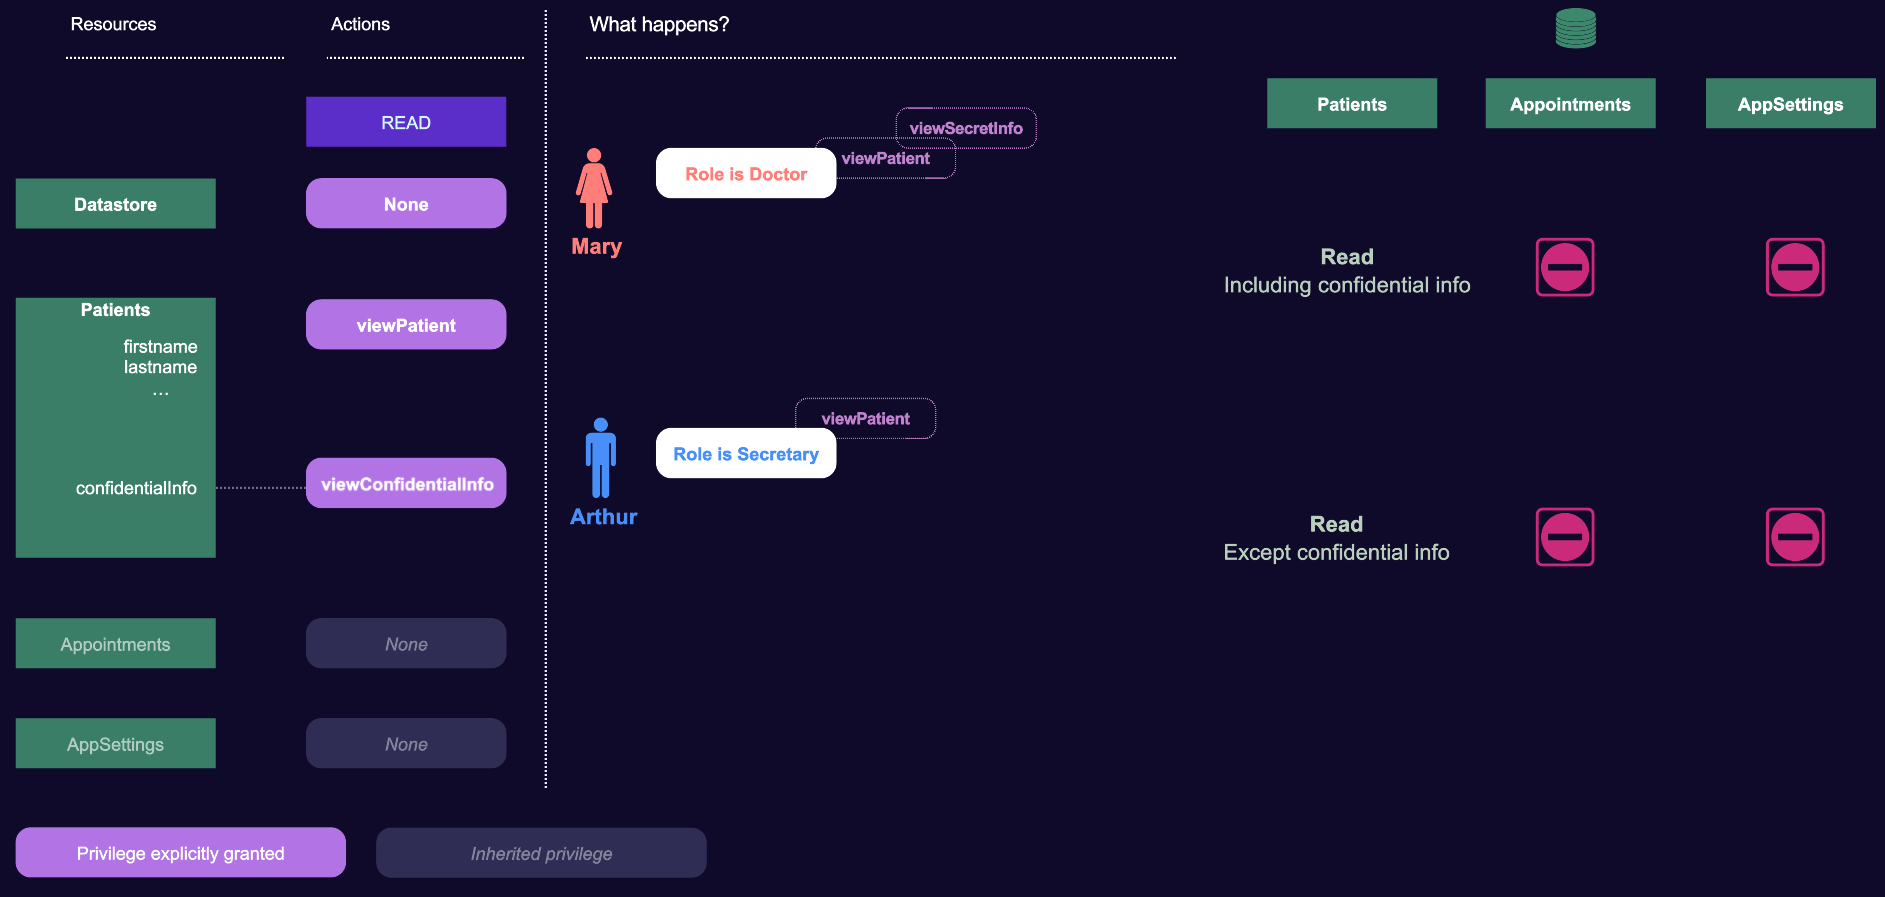 Resources
Actions
What happens?
Patients
Appointments
AppSettings
READ
Datastore
None
Patients
firstname
lastname
...
viewPatient
confidentialInfo
viewConfidentialInfo
Appointments
None
AppSettings
None
Privilege explicitly granted
Inherited privilege
viewSecretInfo
viewPatient
Role is Doctor
Mary
Read
Including confidential info
viewPatient
Role is Secretary
Arthur
Read
Except confidential info